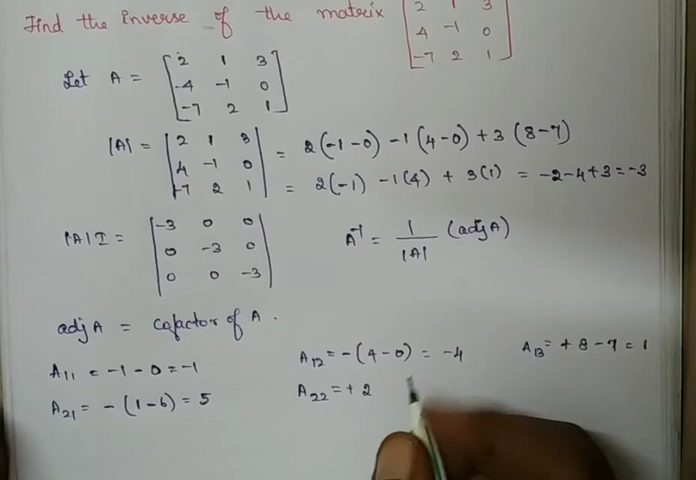 Find the inverse of the matrix [2 1 3
4 -1 0
-7 2 1]
Let A = [2 1 3
-4 -1 0
-7 2 1]
|A| = |2 1 3
4 -1 0
-7 2 1| = 2(-1-0) -1(4-0) + 3(8-7)
= 2(-1) -1(4) + 3(1) = -2-4+3 = -3
|A| I = |-3 0 0
0 -3 0
0 0 -3|
A⁻¹ = 1/|A| (adj A)
adj A = Cofactor of A.
A₁₁ = -1-0 = -1 A₁₂ = -(4-0) = -4 A₁₃ = +8-7 = 1
A₂₁ = -(1-6) = 5 A₂₂ = +2